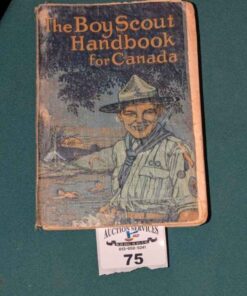 The Boy Scout
Handbook
for Canada
AUCTION SERVICES
75